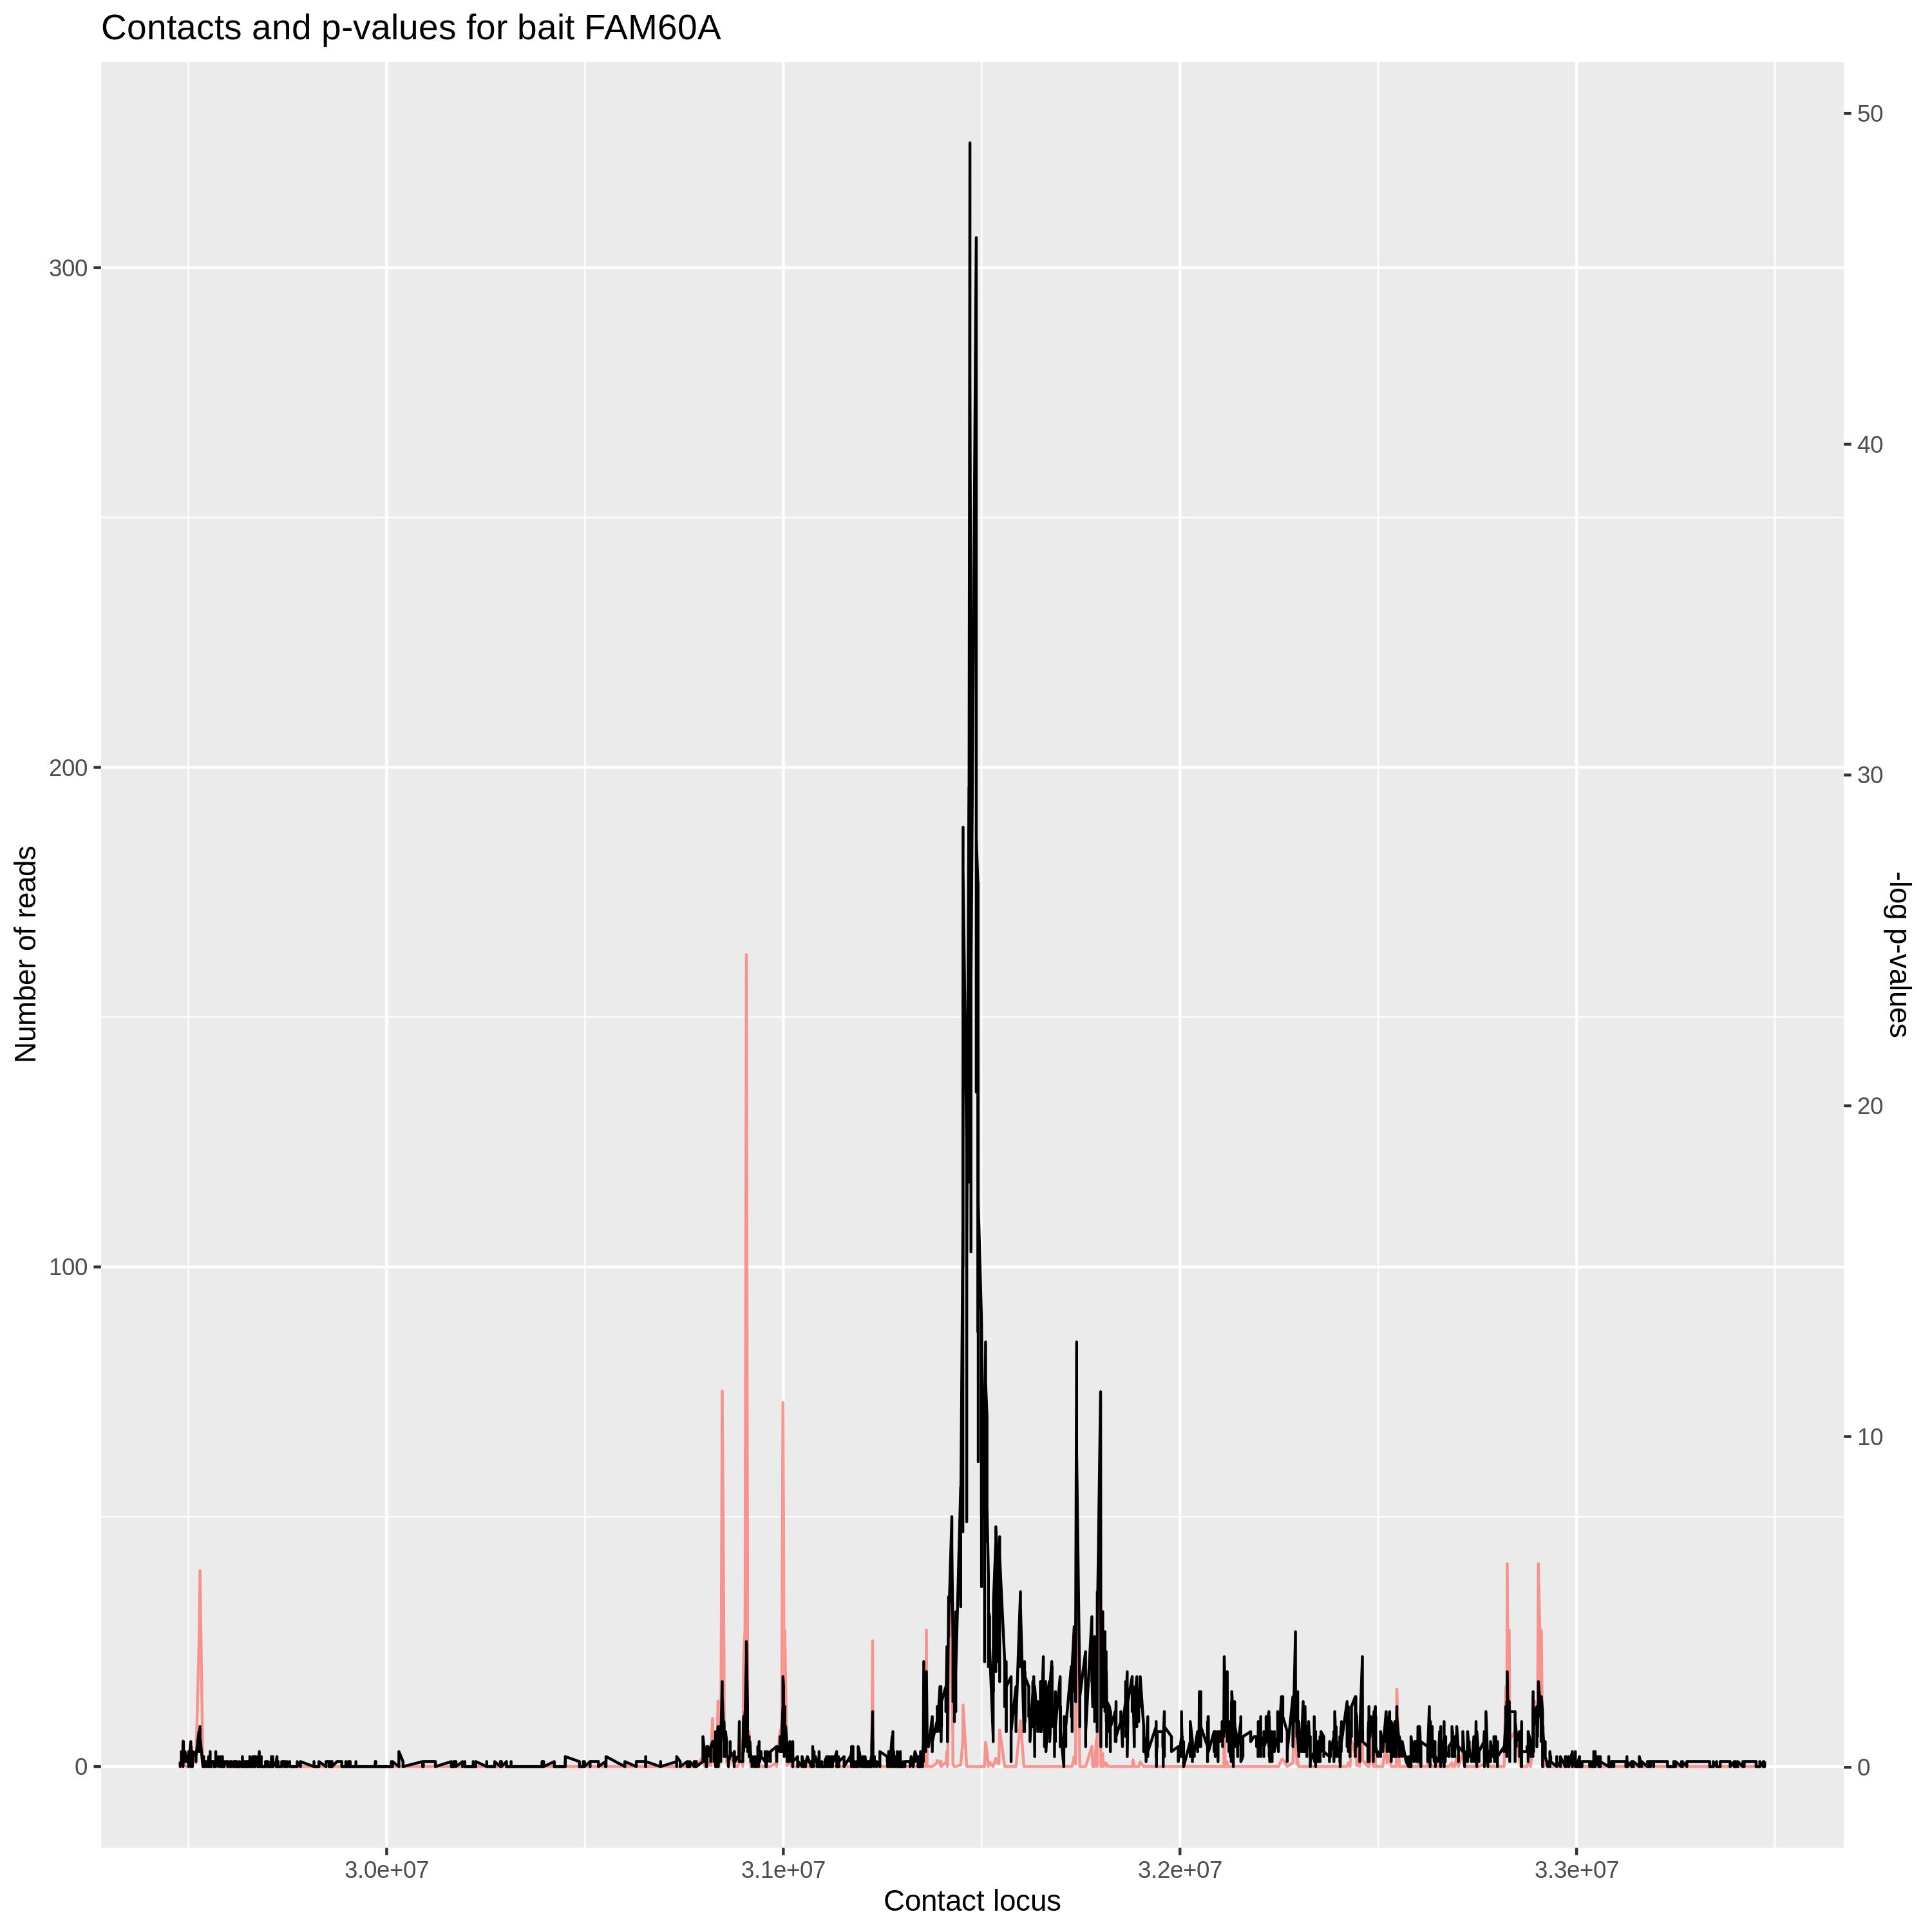 Contacts and p-values for bait FAM60A
Number of reads
300
200
100
0
50
40
30
20
10
0
-log p-values
3.0e+07
3.1e+07
3.2e+07
3.3e+07
Contact locus